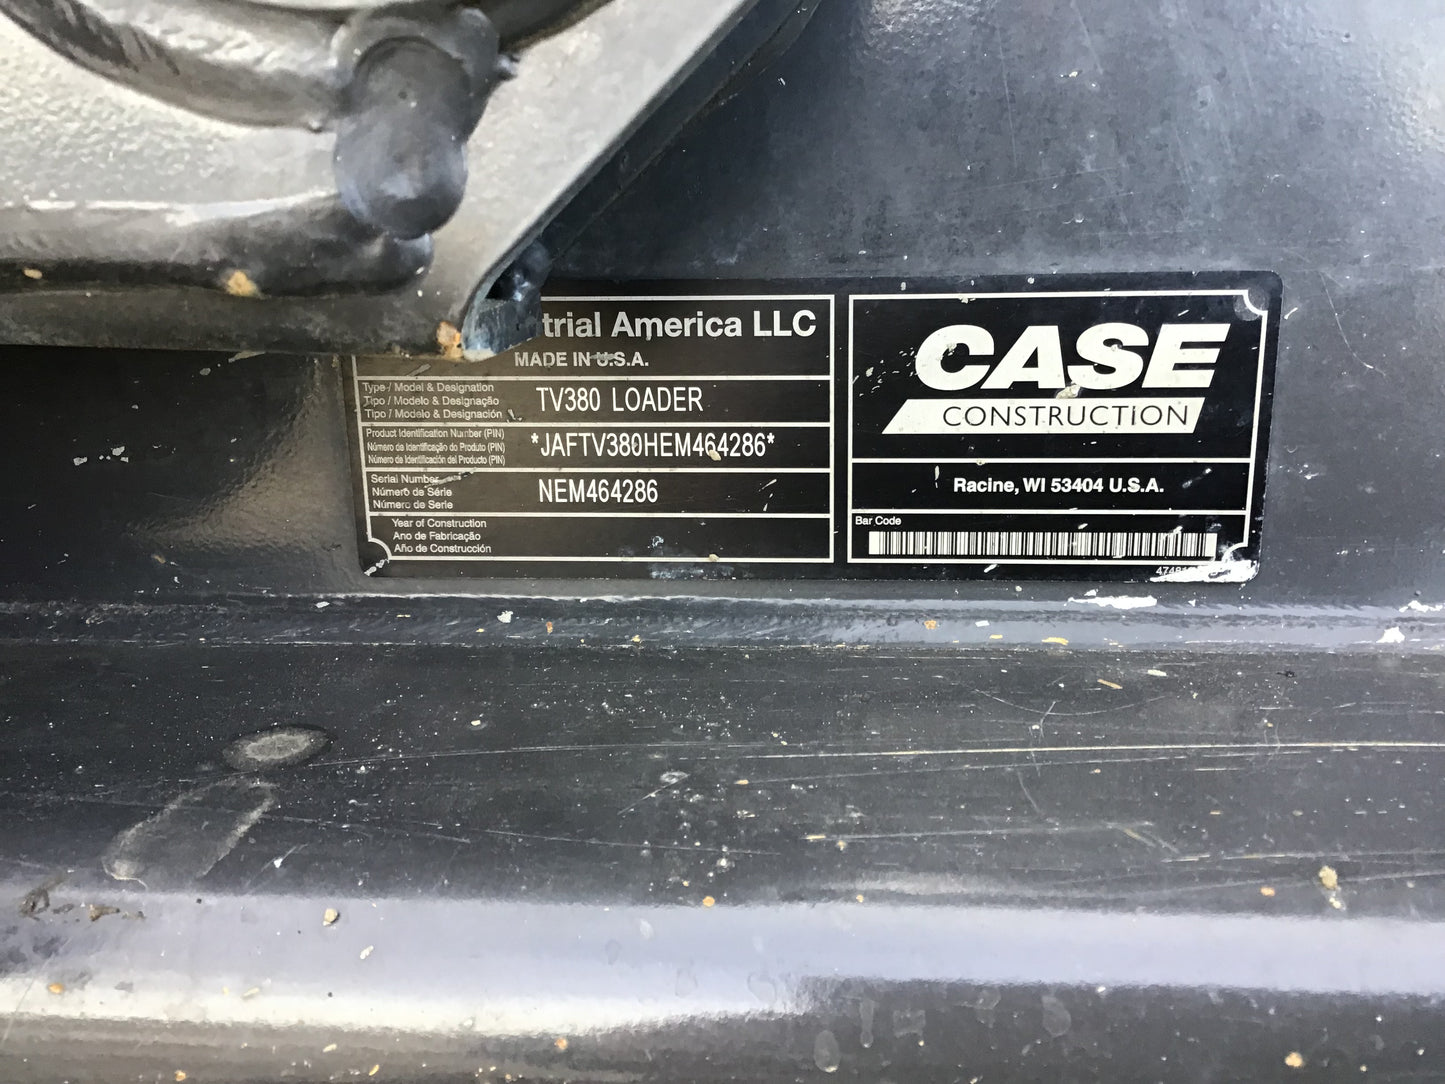 America LLC
MADE IN U.S.A.
Type / Model & Designation
Tipo / Modelo & Designação
Tipo / Modelo & Designación
TV380 LOADER
Product Identification Number (PIN)
Número de Identificação do Produto (PIN)
Número de Identificación del Producto (PIN)
*JAFTV380HEM464286*
Serial Number
Número de Série
Número de Serie
NEM464286
Year of Construction
Ano de Fabricação
Año de Construcción
CASE
CONSTRUCTION
Racine, WI 53404 U.S.A.
Bar Code